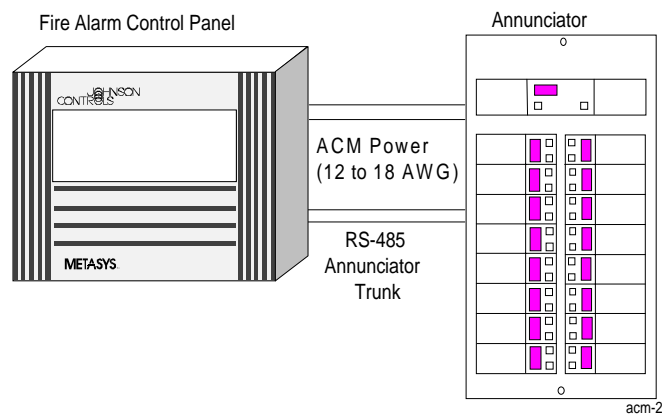 Fire Alarm Control Panel
Annunciator
JOHNSON
CONTROLS
ACM Power
(12 to 18 AWG)
RS-485
Annunciator
Trunk
METASYS
acm-2